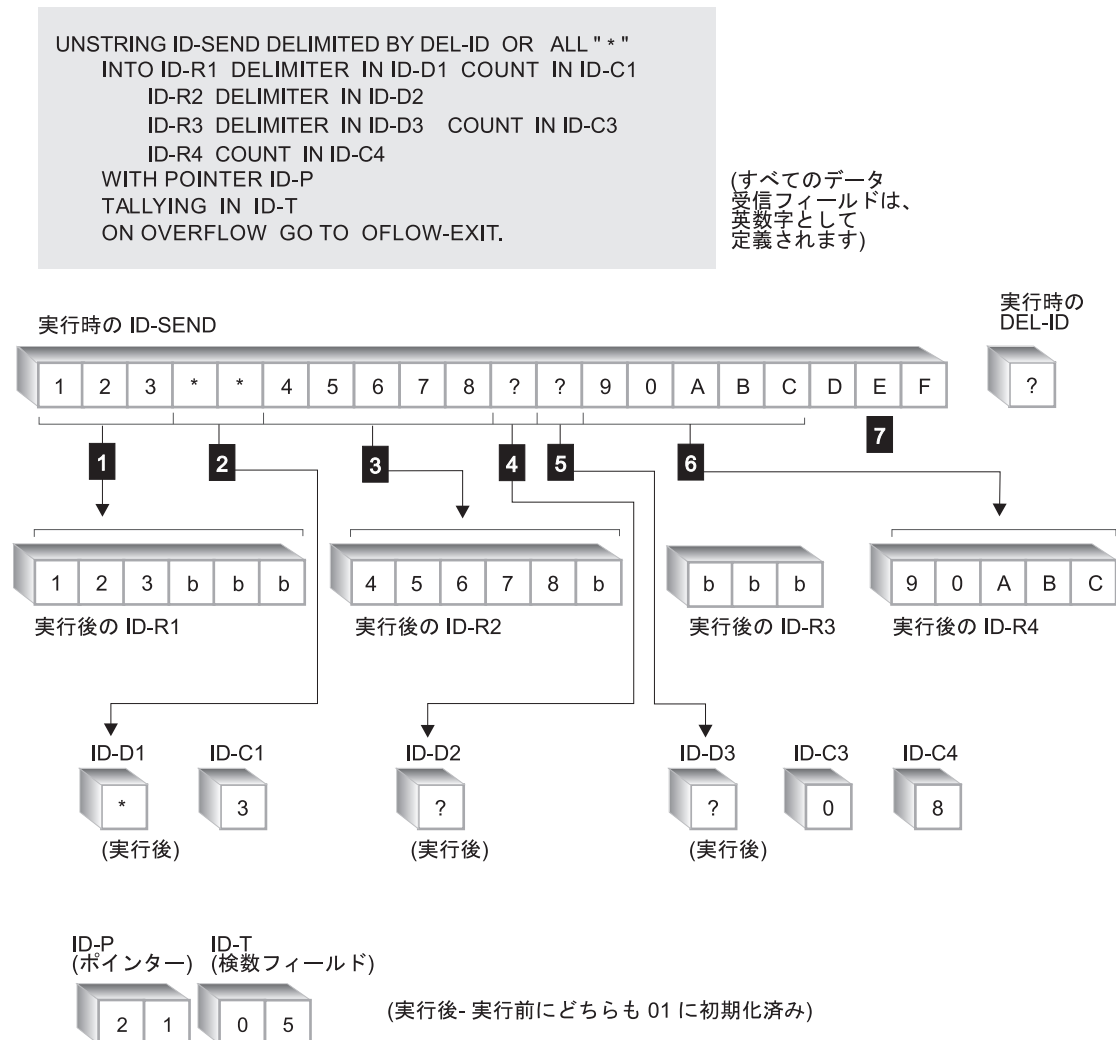 UNSTRING ID-SEND DELIMITED BY DEL-ID OR ALL " * "
INTO ID-R1 DELIMITER IN ID-D1 COUNT IN ID-C1
ID-R2 DELIMITER IN ID-D2
ID-R3 DELIMITER IN ID-D3 COUNT IN ID-C3
ID-R4 COUNT IN ID-C4
WITH POINTER ID-P
TALLYING IN ID-T
ON OVERFLOW GO TO OFLOW-EXIT.
(すべてのデータ
受信フィールドは、
英数字として
定義されます)
実行時の ID-SEND
実行時の
DEL-ID
1 2 3 * * 4 5 6 7 8 ? ? 9 0 A B C D E F
?
1 2 3 4 5 6 7
1 2 3 b b b
4 5 6 7 8 b
b b b
9 0 A B C
実行後の ID-R1
実行後の ID-R2
実行後の ID-R3
実行後の ID-R4
ID-D1 ID-C1 ID-D2 ID-D3 ID-C3 ID-C4
* 3 ? ? 0 8
(実行後) (実行後) (実行後)
ID-P ID-T
(ポインター) (検数フィールド)
2 1 0 5
(実行後- 実行前にどちらも 01 に初期化済み)